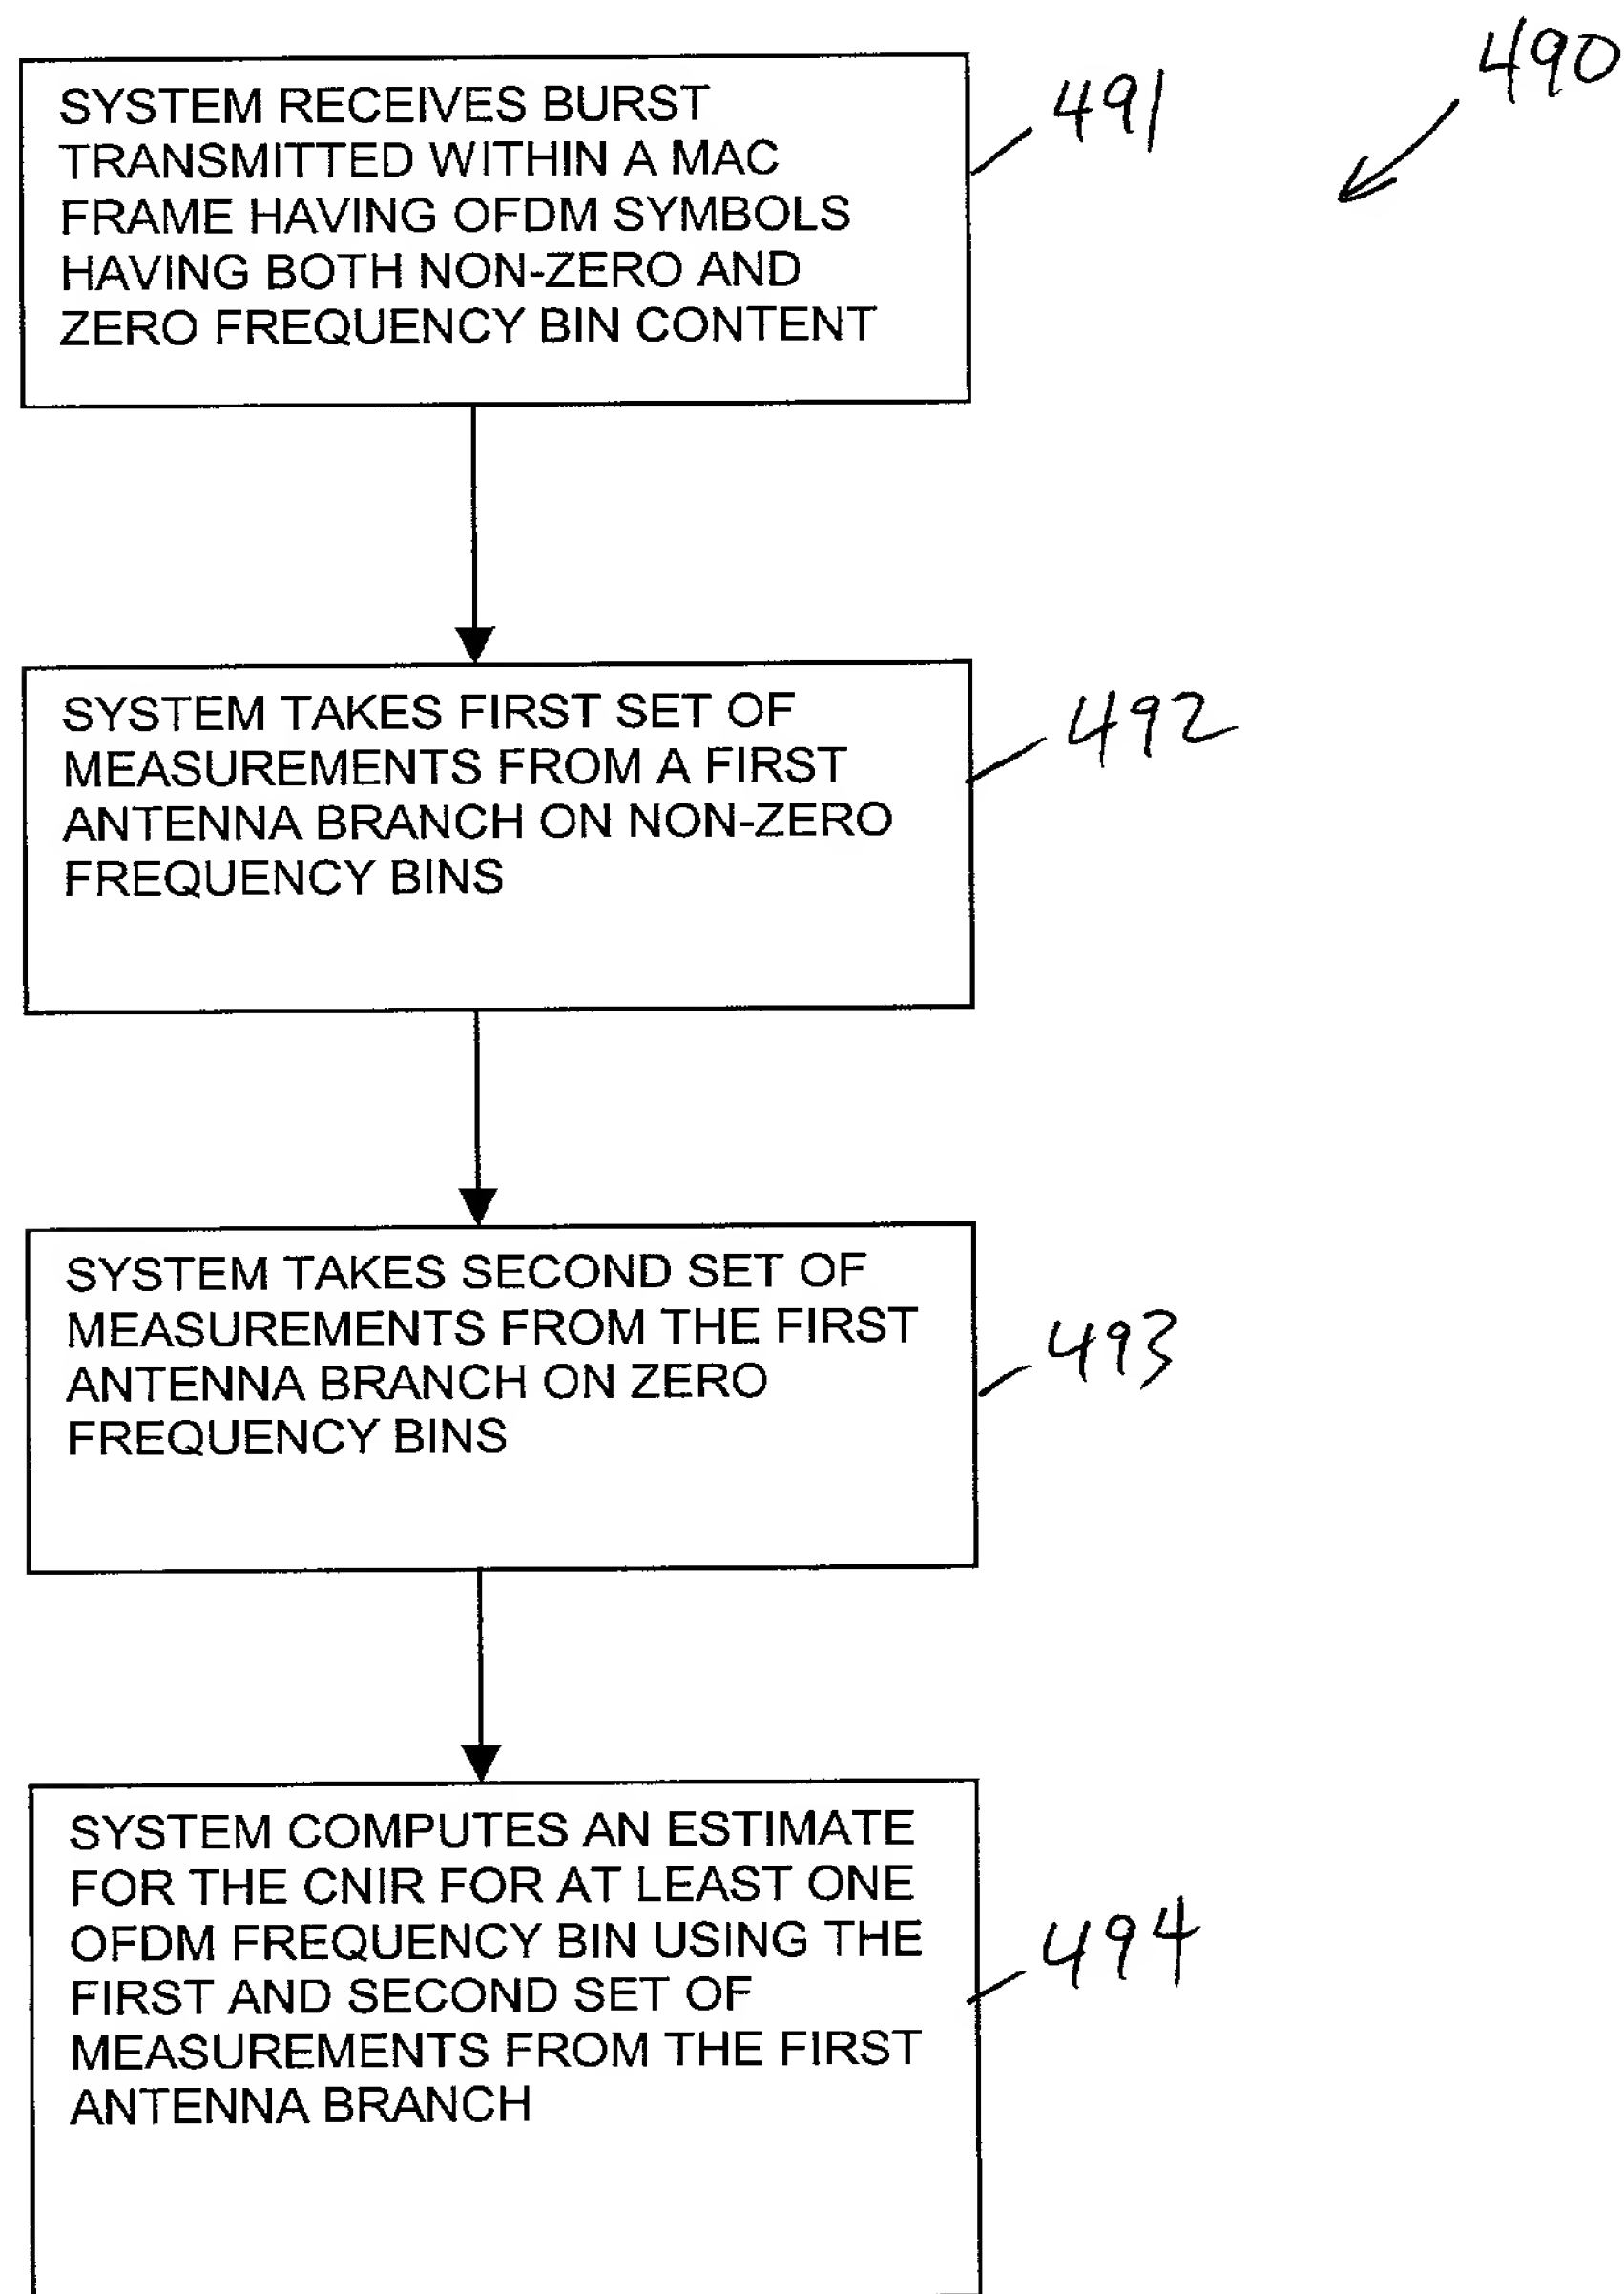 490
SYSTEM RECEIVES BURST
TRANSMITTED WITHIN A MAC
FRAME HAVING OFDM SYMBOLS
HAVING BOTH NON-ZERO AND
ZERO FREQUENCY BIN CONTENT
491
SYSTEM TAKES FIRST SET OF
MEASUREMENTS FROM A FIRST
ANTENNA BRANCH ON NON-ZERO
FREQUENCY BINS
492
SYSTEM TAKES SECOND SET OF
MEASUREMENTS FROM THE FIRST
ANTENNA BRANCH ON ZERO
FREQUENCY BINS
493
SYSTEM COMPUTES AN ESTIMATE
FOR THE CNIR FOR AT LEAST ONE
OFDM FREQUENCY BIN USING THE
FIRST AND SECOND SET OF
MEASUREMENTS FROM THE FIRST
ANTENNA BRANCH
494